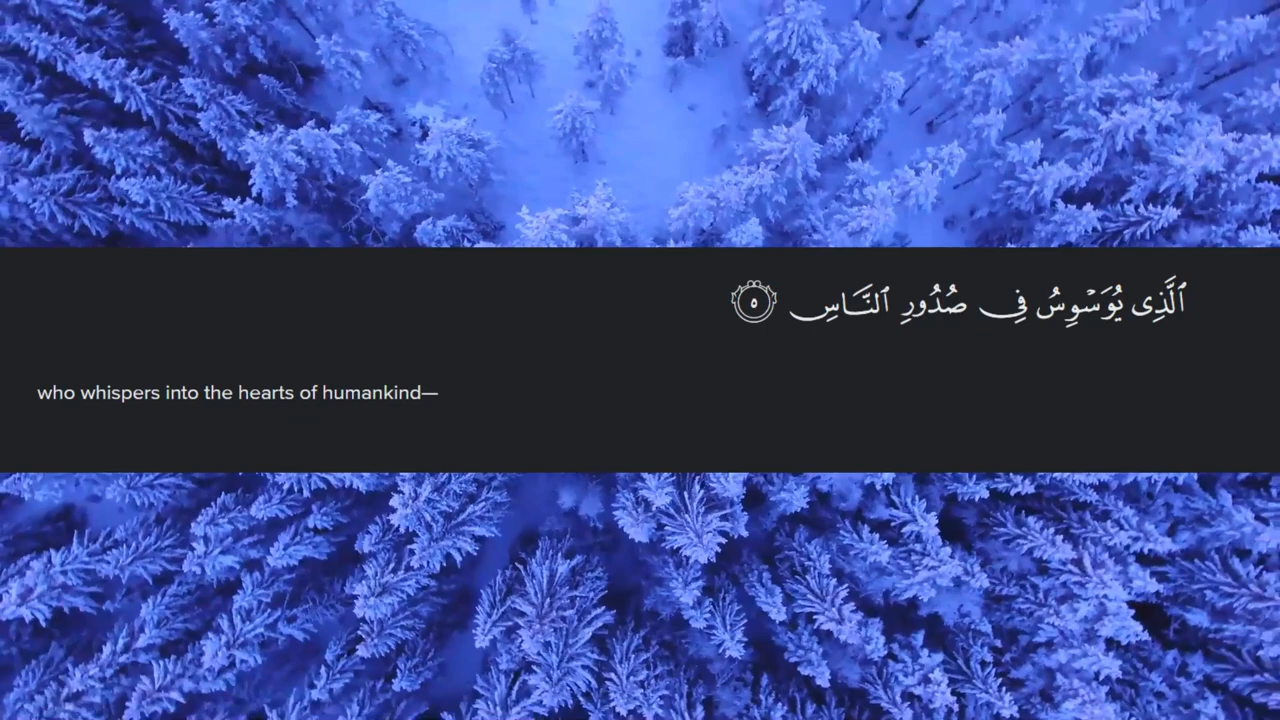 ٱلَّذِى يُوَسْوِسُ فِى صُدُورِ ٱلنَّاسِ ٥
who whispers into the hearts of humankind—